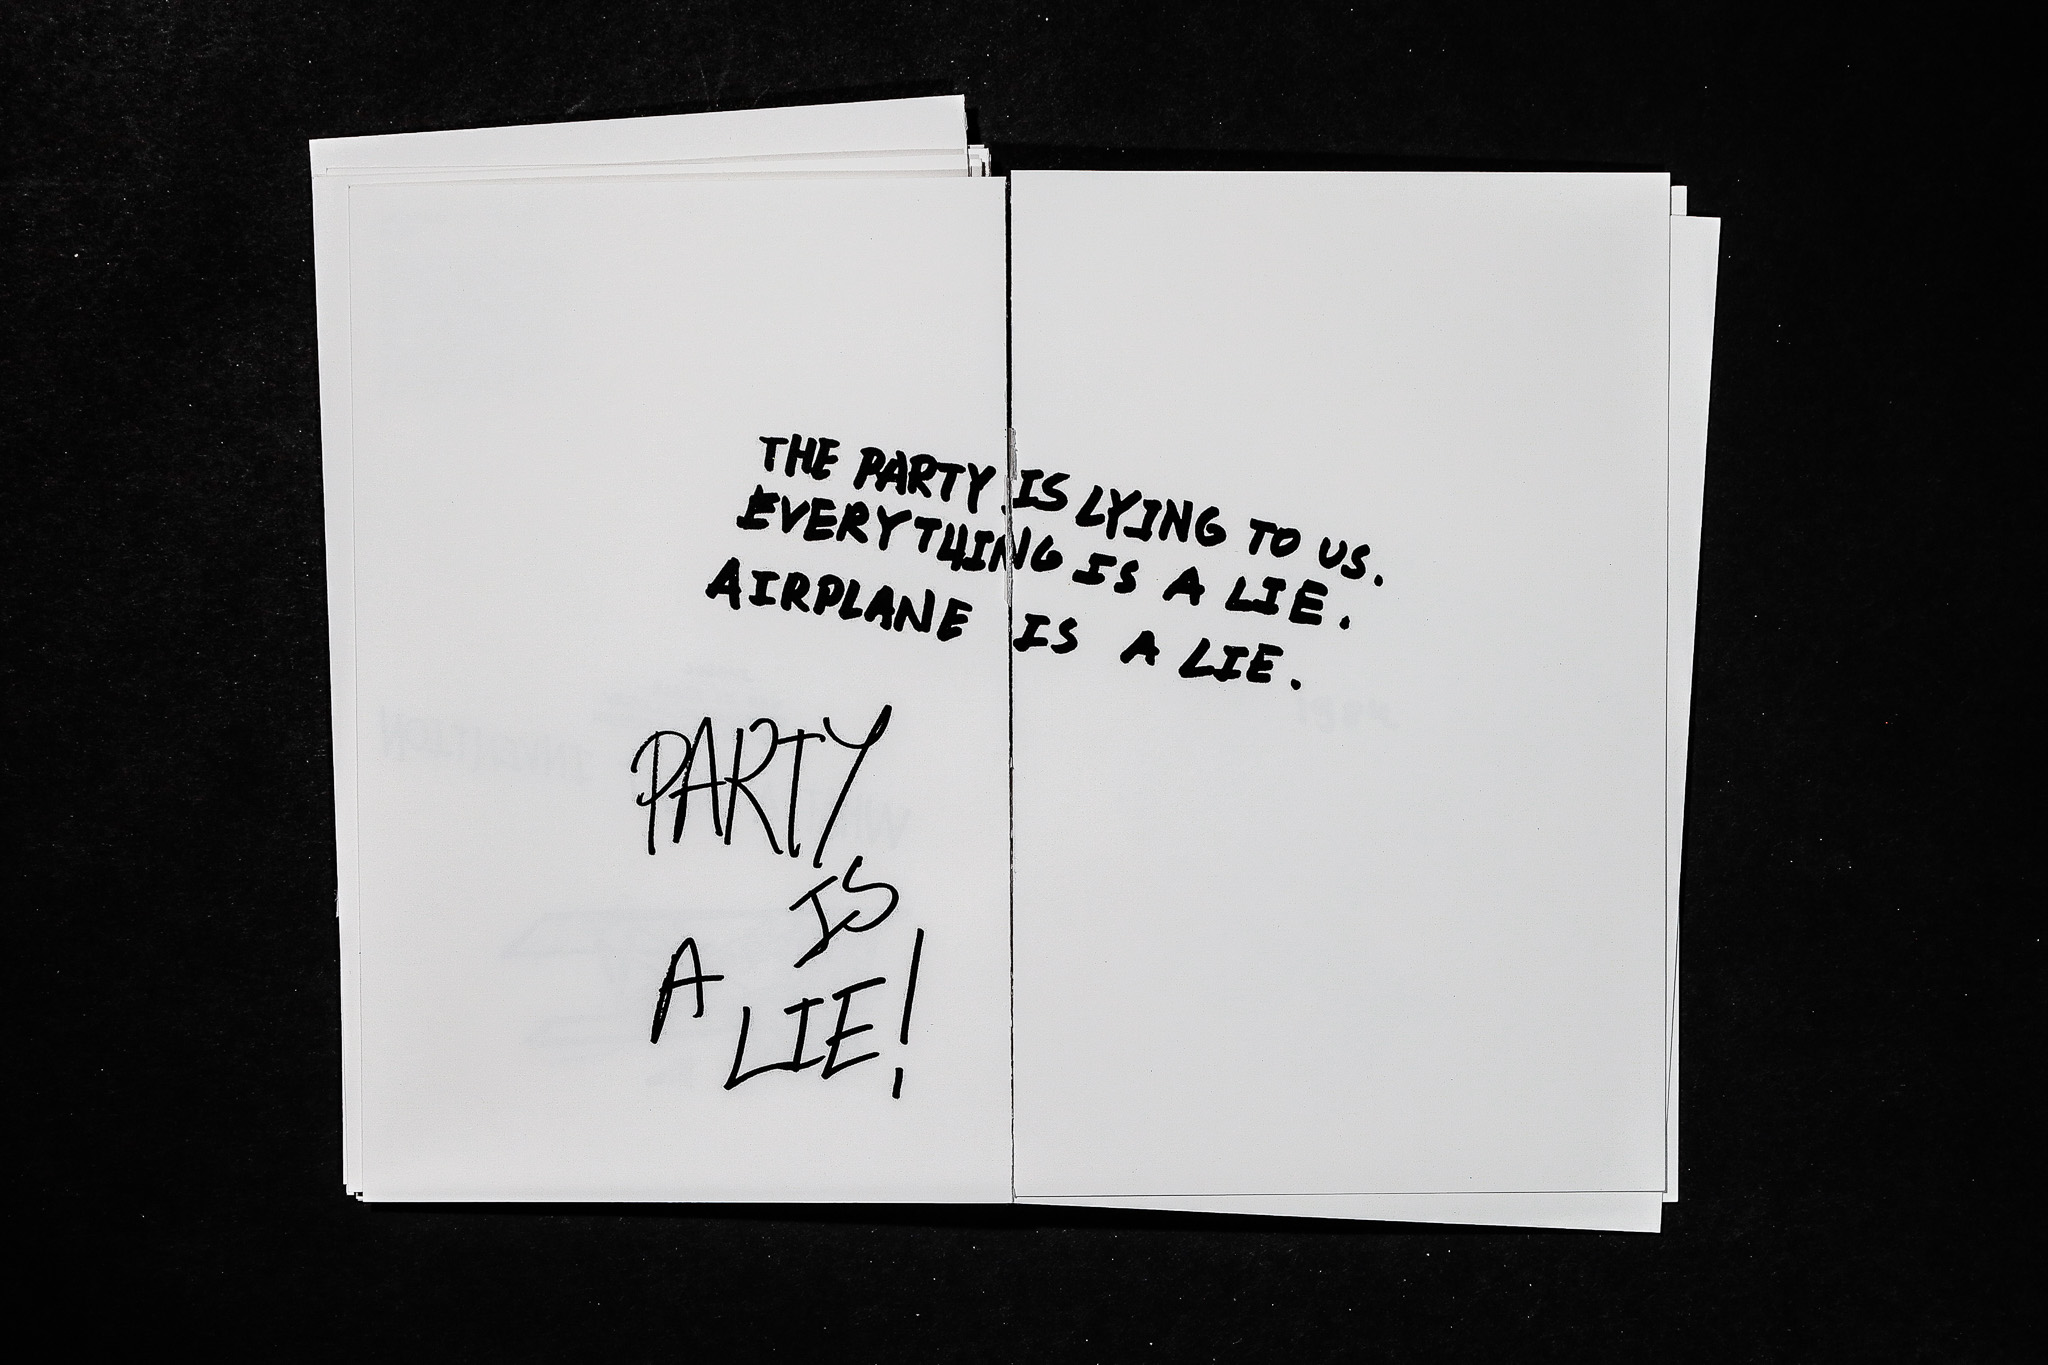 THE PARTY IS LYING TO US.
EVERYTHING IS A LIE.
AIRPLANE IS A LIE.
PARTY
IS
A
LIE!